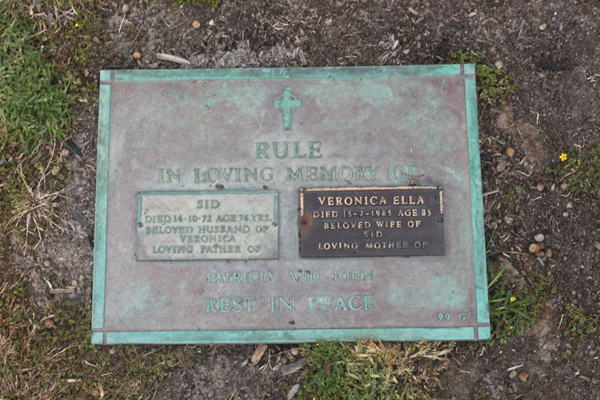 RULE
IN LOVING MEMORY OF
SID
DIED 16-10-72 AGE 76 YRS.
BELOVED HUSBAND OF
VERONICA
LOVING FATHER OF
VERONICA ELLA
DIED 15-7-1985 AGE 85
BELOVED WIFE OF
SID
LOVING MOTHER OF
PATRICIA AND JOHN
REST IN PEACE
99 G